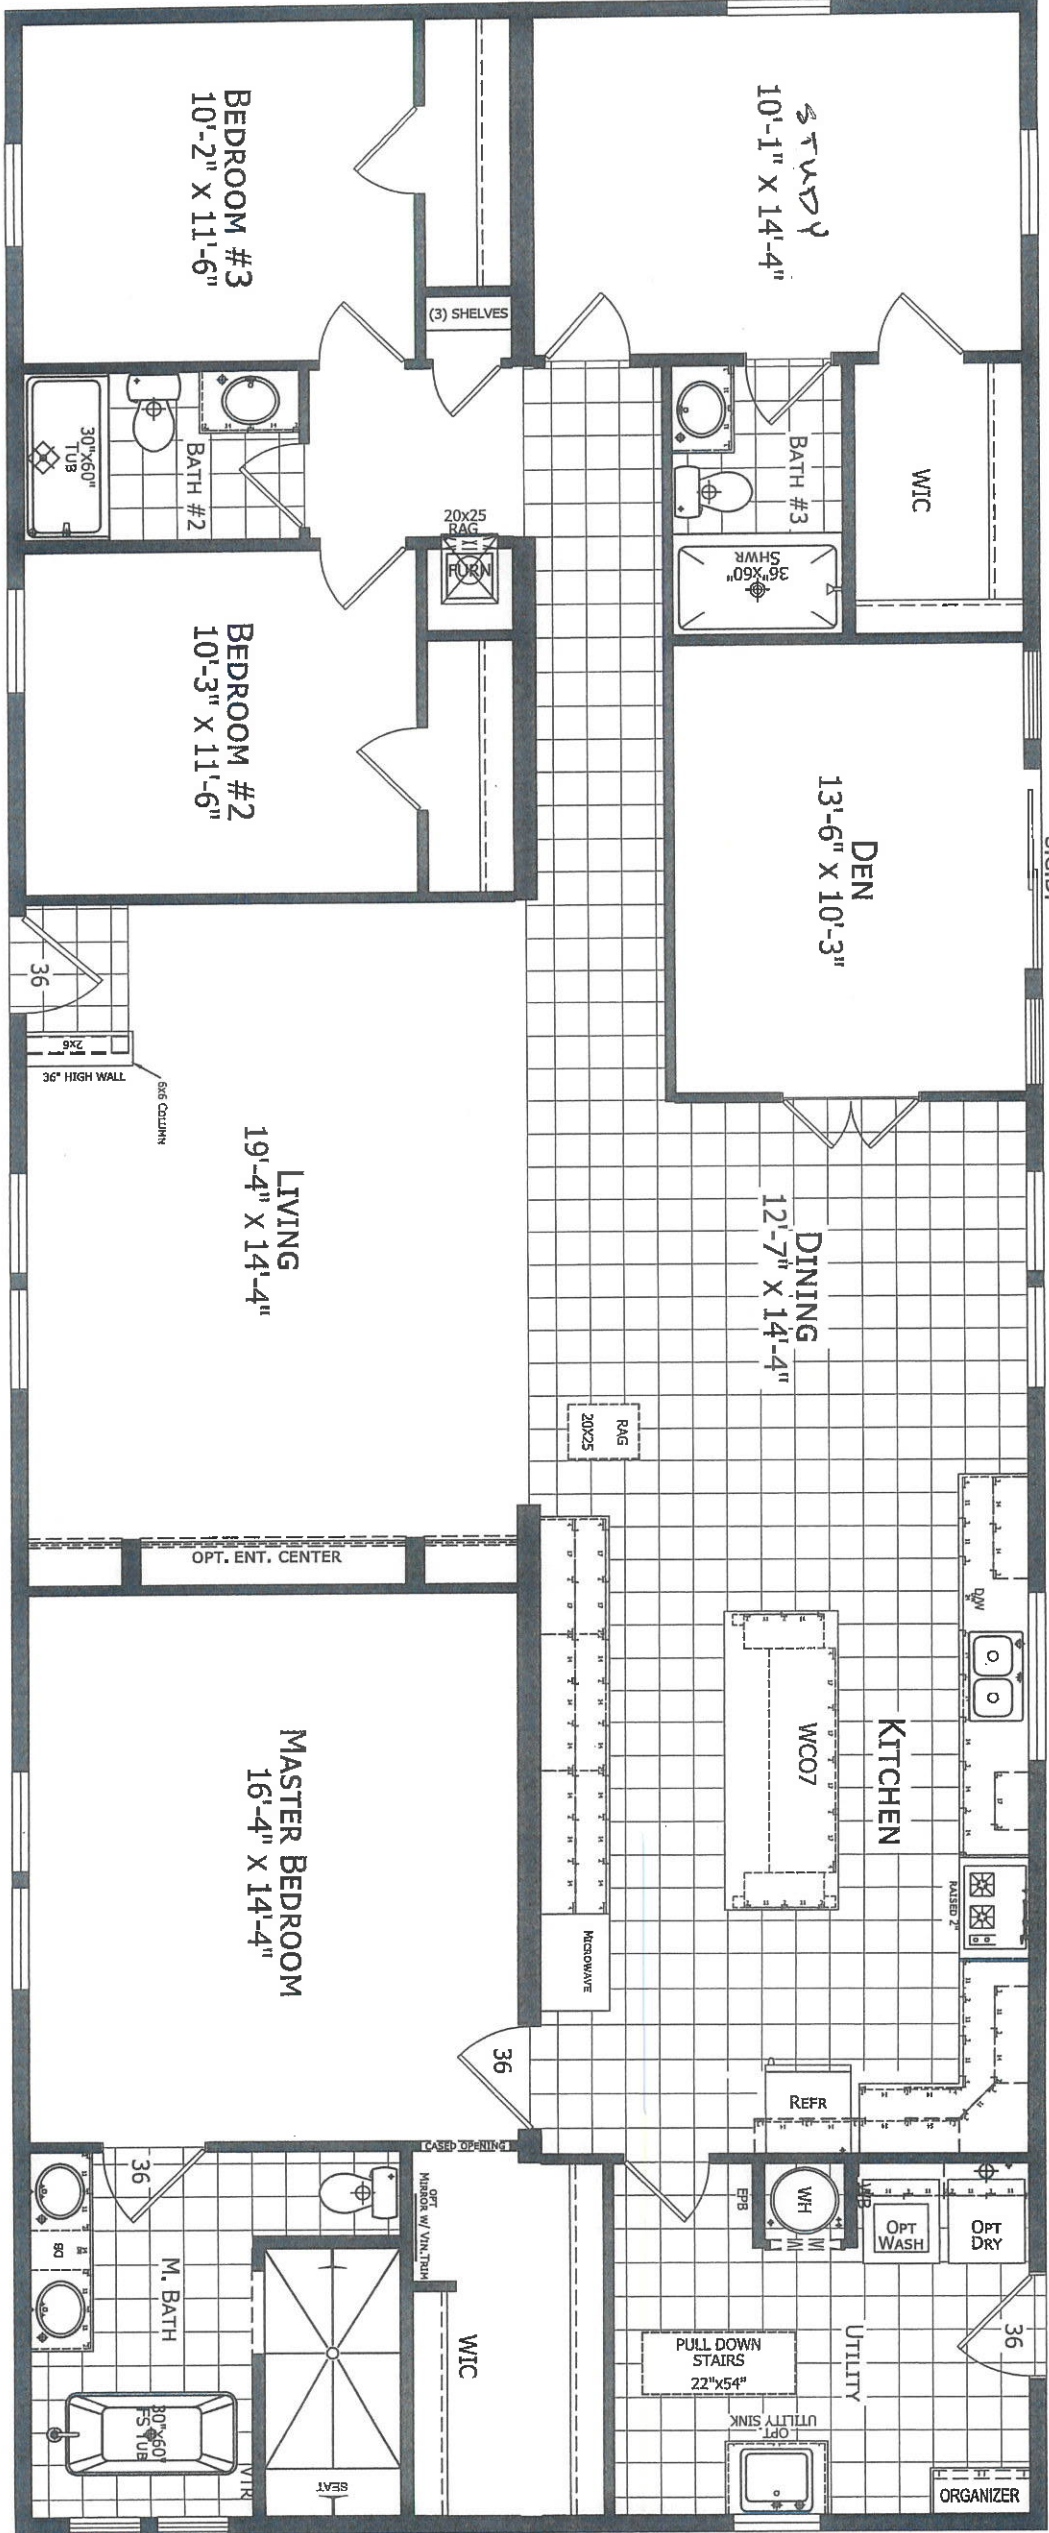 BEDROOM #3
10'-2" X 11'-6"
STUDY
10'-1" X 14'-4"
(3) SHELVES
30"x60"
TUB
BATH #2
BATH #3
36"x60"
SHWR
WIC
20x25
RAG
FURN
BEDROOM #2
10'-3" X 11'-6"
DEN
13'-6" X 10'-3"
36
2x6
36" HIGH WALL
6x6 COLUMN
LIVING
19'-4" X 14'-4"
DINING
12'-7" X 14'-4"
RAG
20X25
OPT. ENT. CENTER
D/W
KITCHEN
WCO7
RAISED 2"
MICROWAVE
REFR
MASTER BEDROOM
16'-4" X 14'-4"
36
CASED OPENING
OPT
MIRROR W/ VIN.TRIM
36
M. BATH
30"x60"
FS TUB
VTR
SEAT
WIC
EPB
WH
W/B
OPT
WASH
OPT
DRY
36
UTILITY
PULL DOWN
STAIRS
22"x54"
OPT.
UTILITY SINK
ORGANIZER